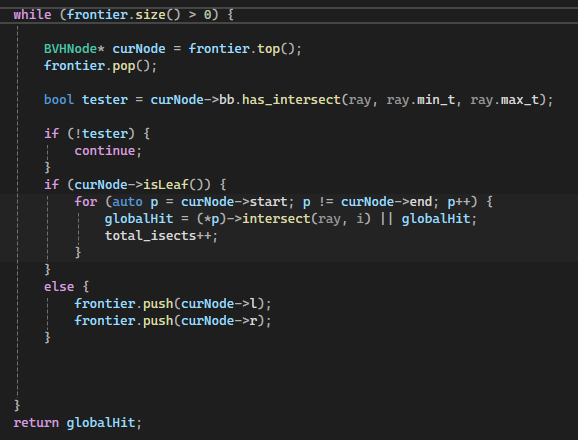 while (frontier.size() > 0) {
BVHNode* curNode = frontier.top();
frontier.pop();
bool tester = curNode->bb.has_intersect(ray, ray.min_t, ray.max_t);
if (!tester) {
continue;
}
if (curNode->isLeaf()) {
for (auto p = curNode->start; p != curNode->end; p++) {
globalHit = (*p)->intersect(ray, i) || globalHit;
total_isects++;
}
}
else {
frontier.push(curNode->l);
frontier.push(curNode->r);
}
}
return globalHit;